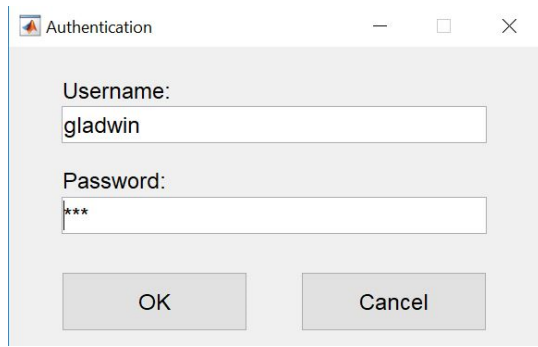 Authentication
Username:
gladwin
Password:
***
OK Cancel